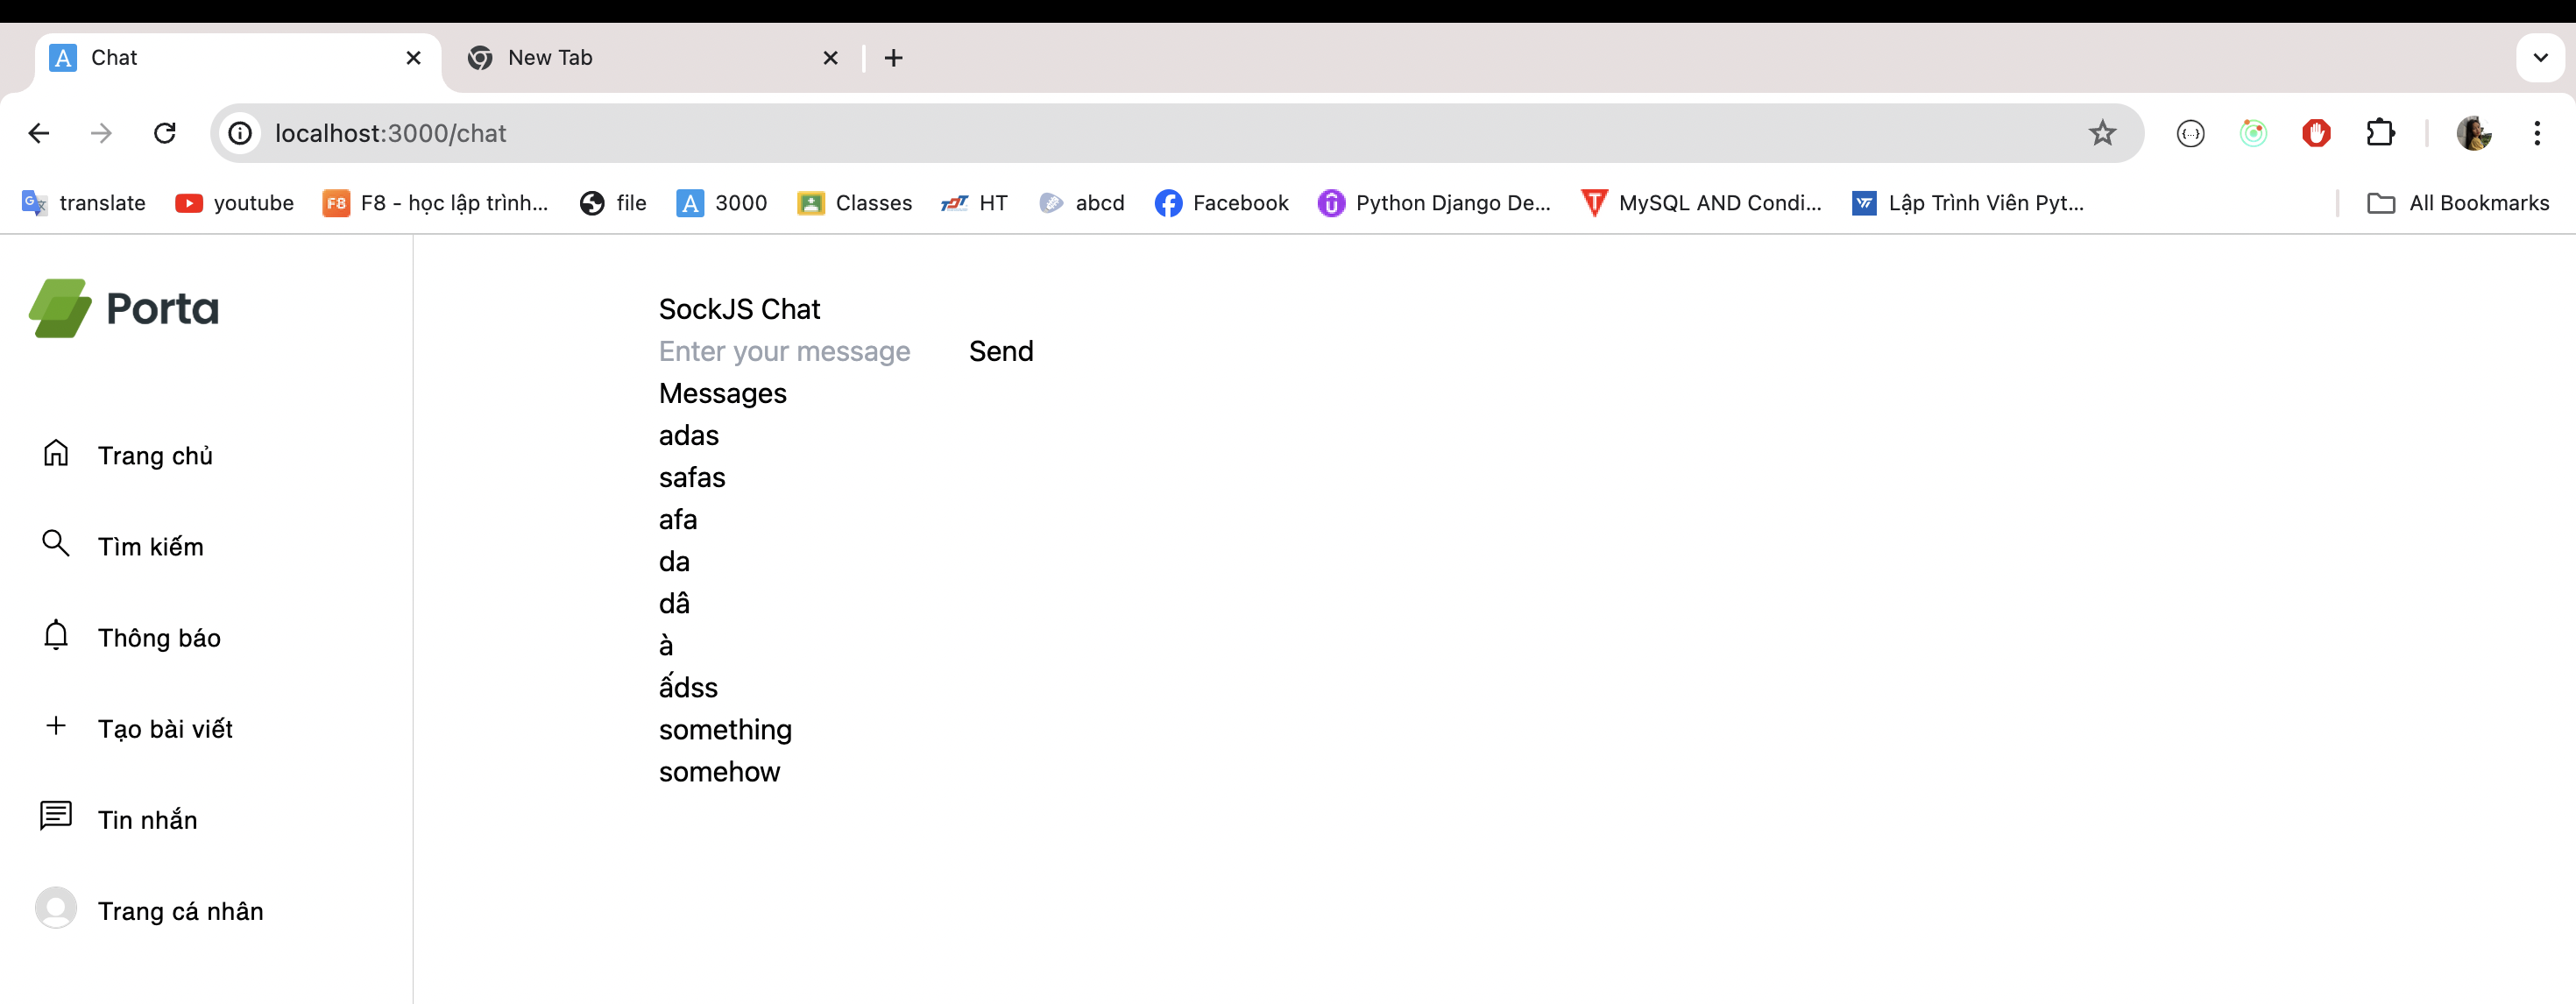 A Chat
New Tab
localhost:3000/chat
translate youtube F8 F8 - học lập trình... file A 3000 Classes TDT HT abcd Facebook Python Django De... T MySQL AND Condi... Lập Trình Viên Pyt... All Bookmarks
Porta
Trang chủ
Tìm kiếm
Thông báo
Tạo bài viết
Tin nhắn
Trang cá nhân
SockJS Chat
Enter your message Send
Messages
adas
safas
afa
da
dâ
à
ấdss
something
somehow